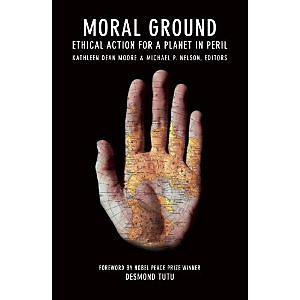 MORAL GROUND
ETHICAL ACTION FOR A PLANET IN PERIL
KATHLEEN DEAN MOORE & MICHAEL P. NELSON, EDITORS
FOREWORD BY NOBEL PEACE PRIZE WINNER
DESMOND TUTU